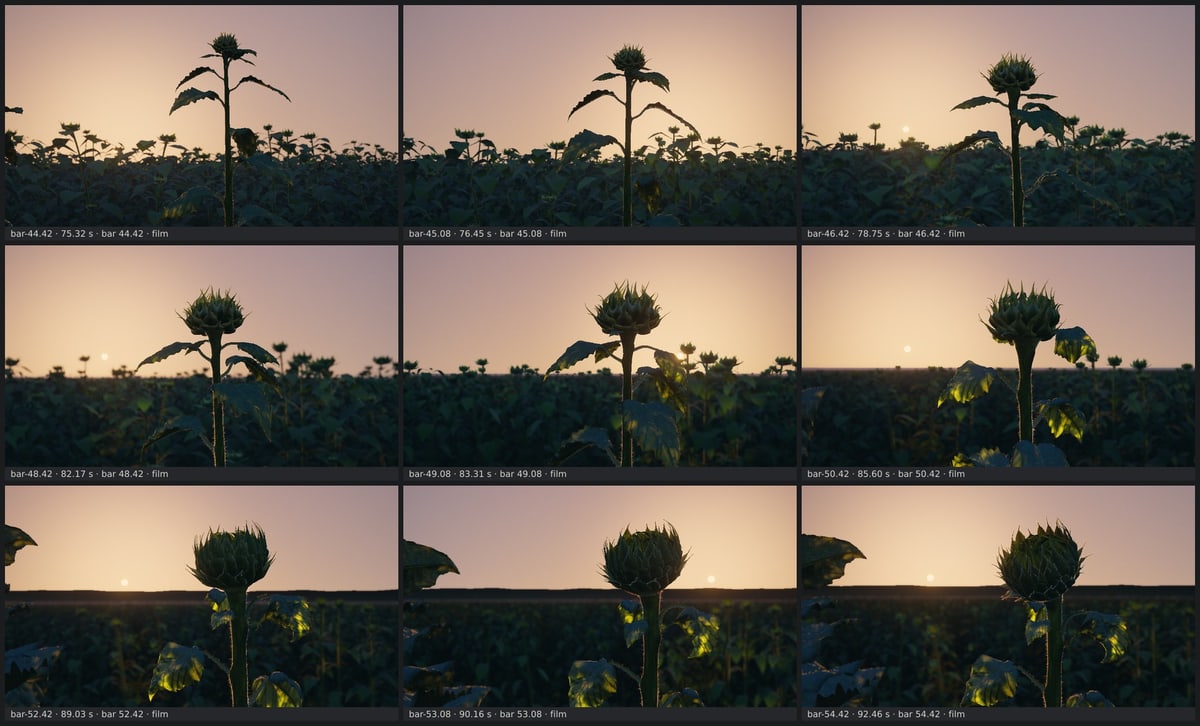 bar-44.42 · 75.32 s · bar 44.42 · film
bar-45.08 · 76.45 s · bar 45.08 · film
bar-46.42 · 78.75 s · bar 46.42 · film
bar-48.42 · 82.17 s · bar 48.42 · film
bar-49.08 · 83.31 s · bar 49.08 · film
bar-50.42 · 85.60 s · bar 50.42 · film
bar-52.42 · 89.03 s · bar 52.42 · film
bar-53.08 · 90.16 s · bar 53.08 · film
bar-54.42 · 92.46 s · bar 54.42 · film